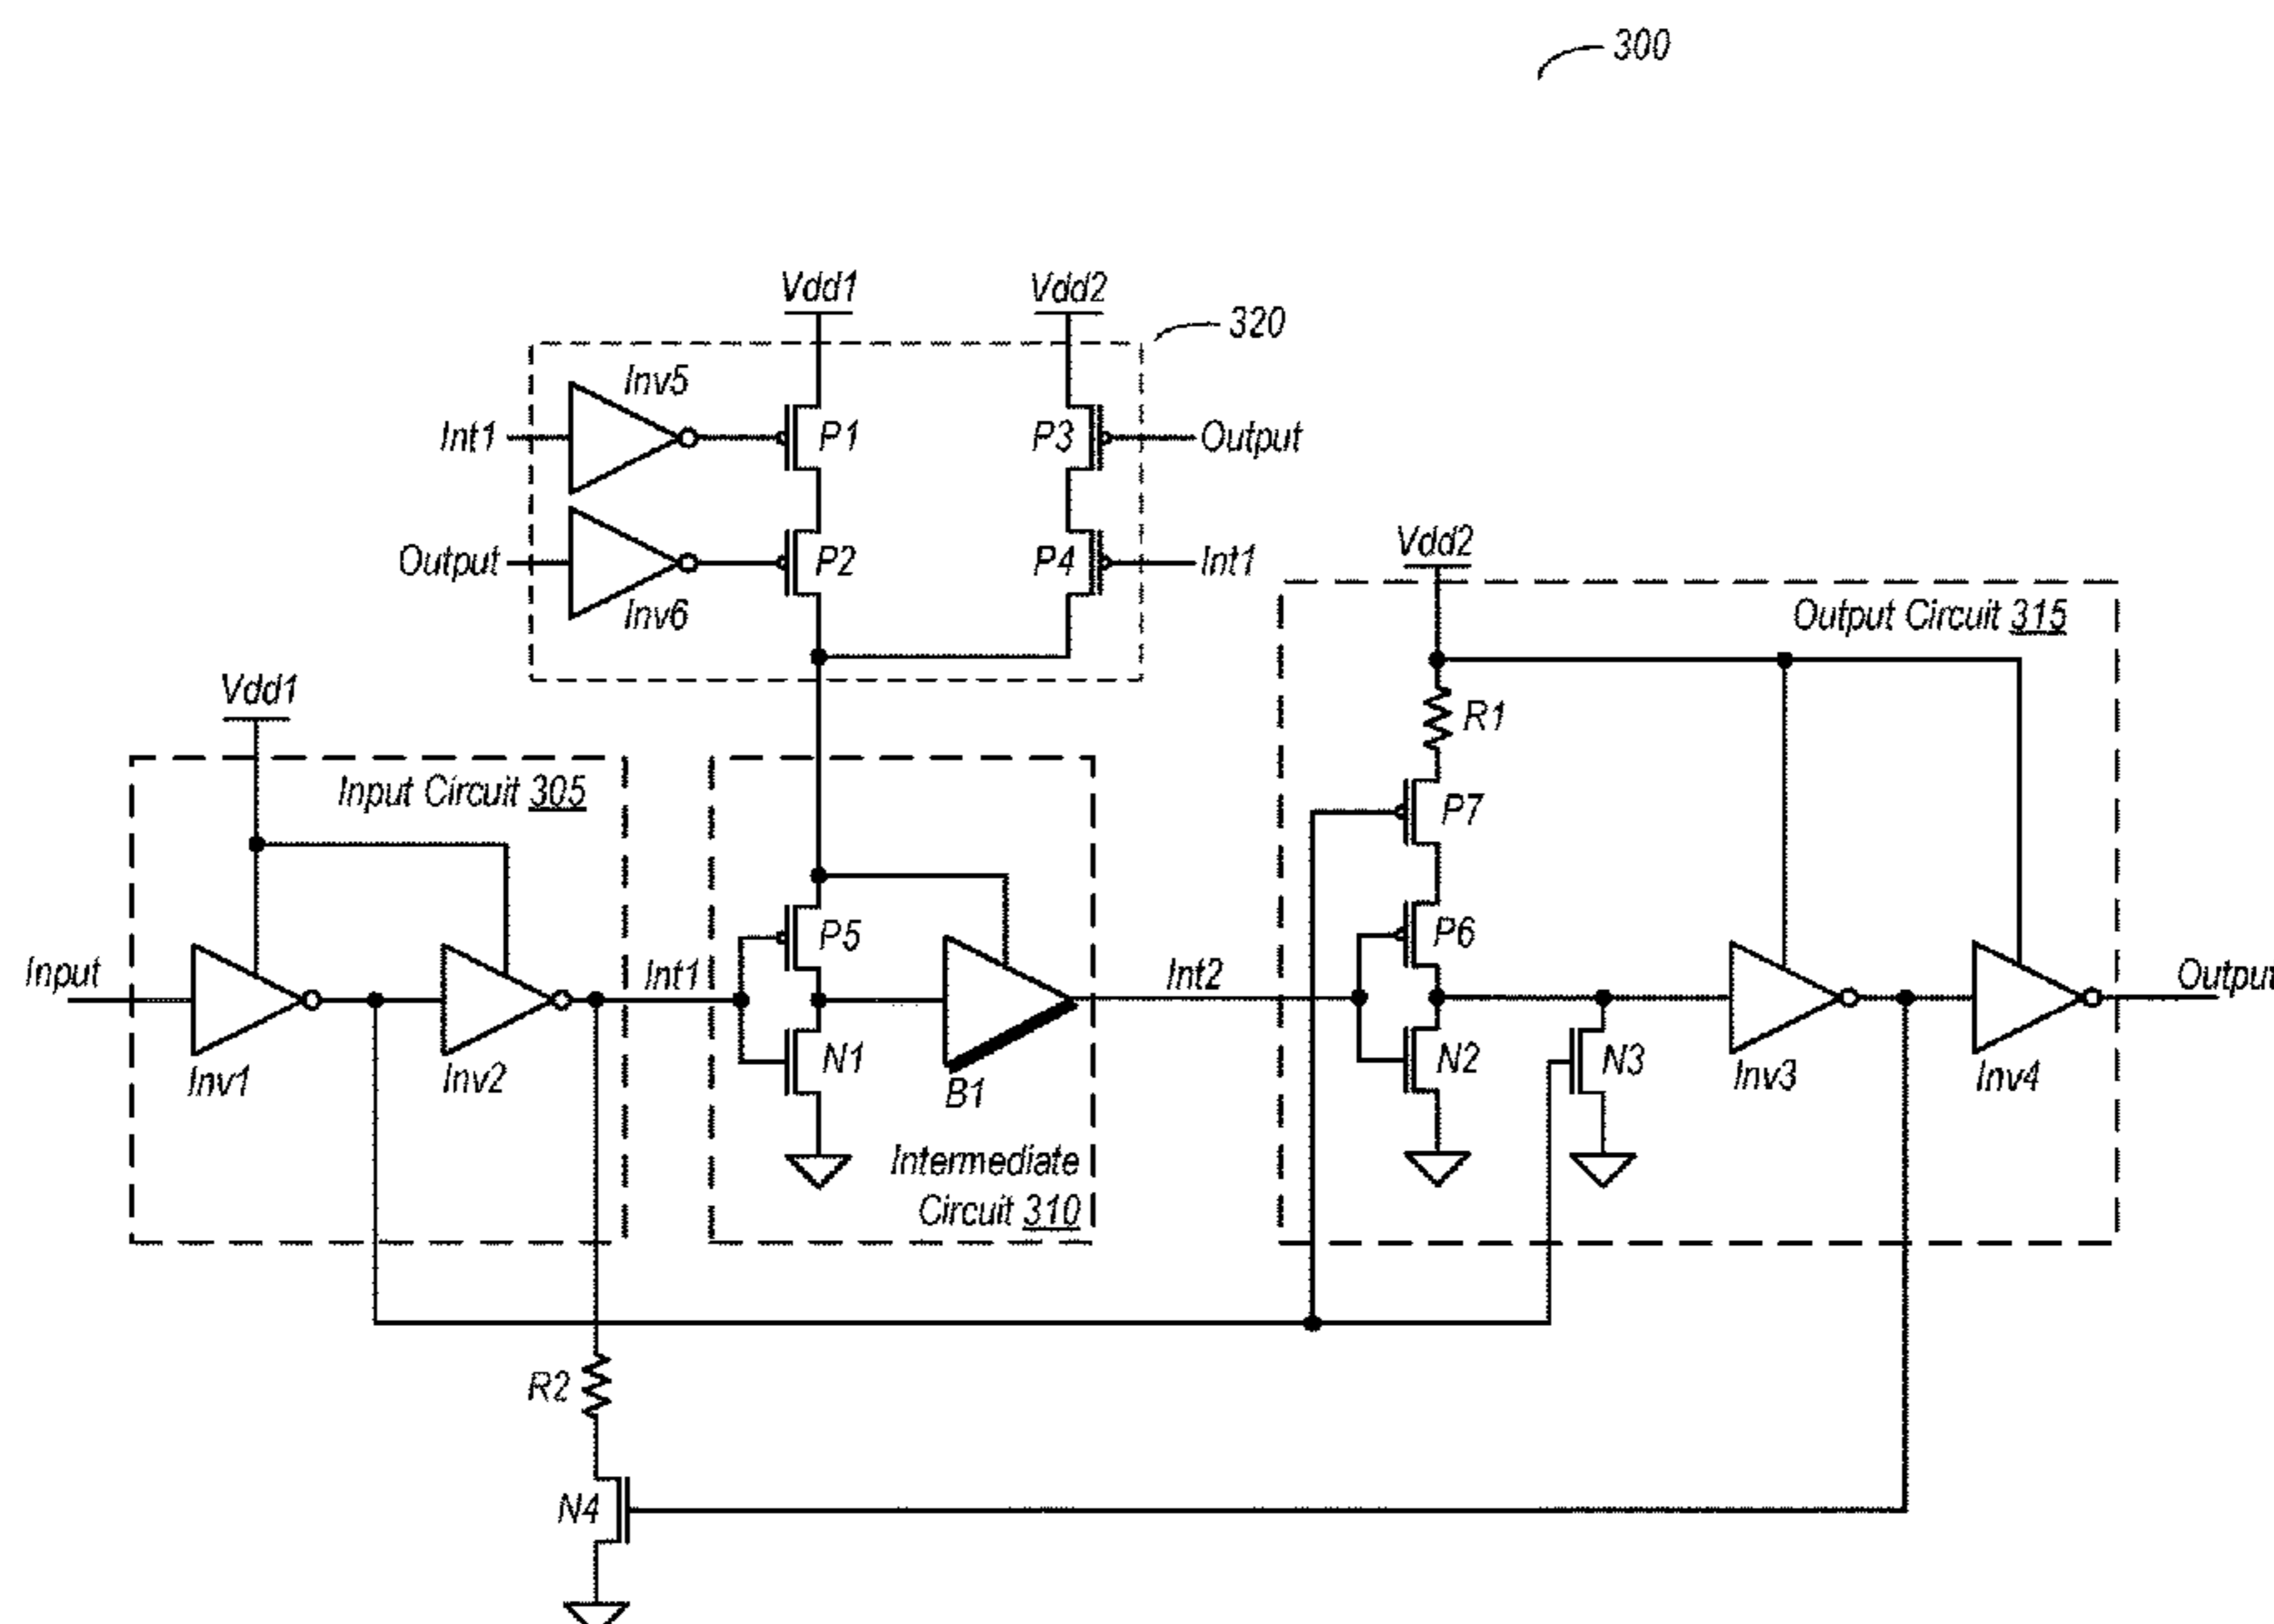 300
Vdd1
Vdd2
320
Inv5
Int1
P1
P3
Output
Output
P2
P4
Int1
Inv6
Vdd2
Output Circuit 315
Vdd1
R1
Input Circuit 305
P7
P5
P6
Input
Int1
Int2
Output
Inv1
Inv2
N1
B1
N2
N3
Inv3
Inv4
Intermediate
Circuit 310
R2
N4